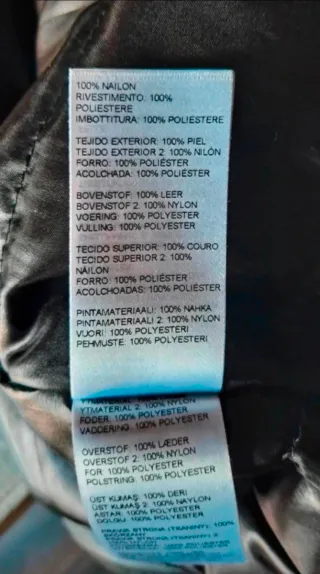 100% NAILON
RIVESTIMENTO: 100%
POLIESTERE
IMBOTTITURA: 100% POLIESTERE
TEJIDO EXTERIOR: 100% PIEL
TEJIDO EXTERIOR 2: 100% NILÓN
FORRO: 100% POLIÉSTER
ACOLCHADA: 100% POLIÉSTER
BOVENSTOF: 100% LEER
BOVENSTOF 2: 100% NYLON
VOERING: 100% POLYESTER
VULLING: 100% POLYESTER
TECIDO SUPERIOR: 100% COURO
TECIDO SUPERIOR 2: 100%
NÁILON
FORRO: 100% POLIÉSTER
ACOLCHOADAS: 100% POLIÉSTER
PINTAMATERIAALI: 100% NAHKA
PINTAMATERIAALI 2: 100% NYLON
VUORI: 100% POLYESTERI
PEHMUSTE: 100% POLYESTERI
YTMATERIAL 2: 100% NYLON
FODER: 100% POLYESTER
VADDERING: 100% POLYESTER
OVERSTOF: 100% LÆDER
OVERSTOF 2: 100% NYLON
FOR: 100% POLYESTER
POLSTRING: 100% POLYESTER
ÜST KUMAŞ: 100% DERİ
ÜST KUMAŞ 2: 100% NAYLON
ASTAR: 100% POLYESTER
DOLGU: 100% POLYESTER
PRAWA STRONA (TKANINY): 100%